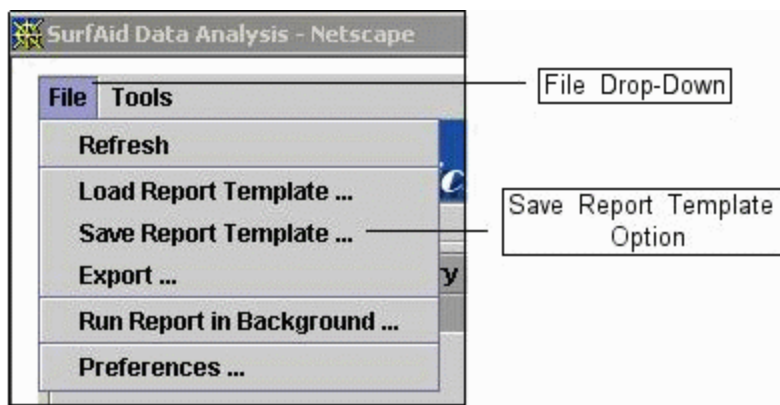 SurfAid Data Analysis - Netscape
File Tools
File Drop-Down
Refresh
Load Report Template ...
Save Report Template ...
Save Report Template
Option
Export ...
Run Report in Background ...
Preferences ...